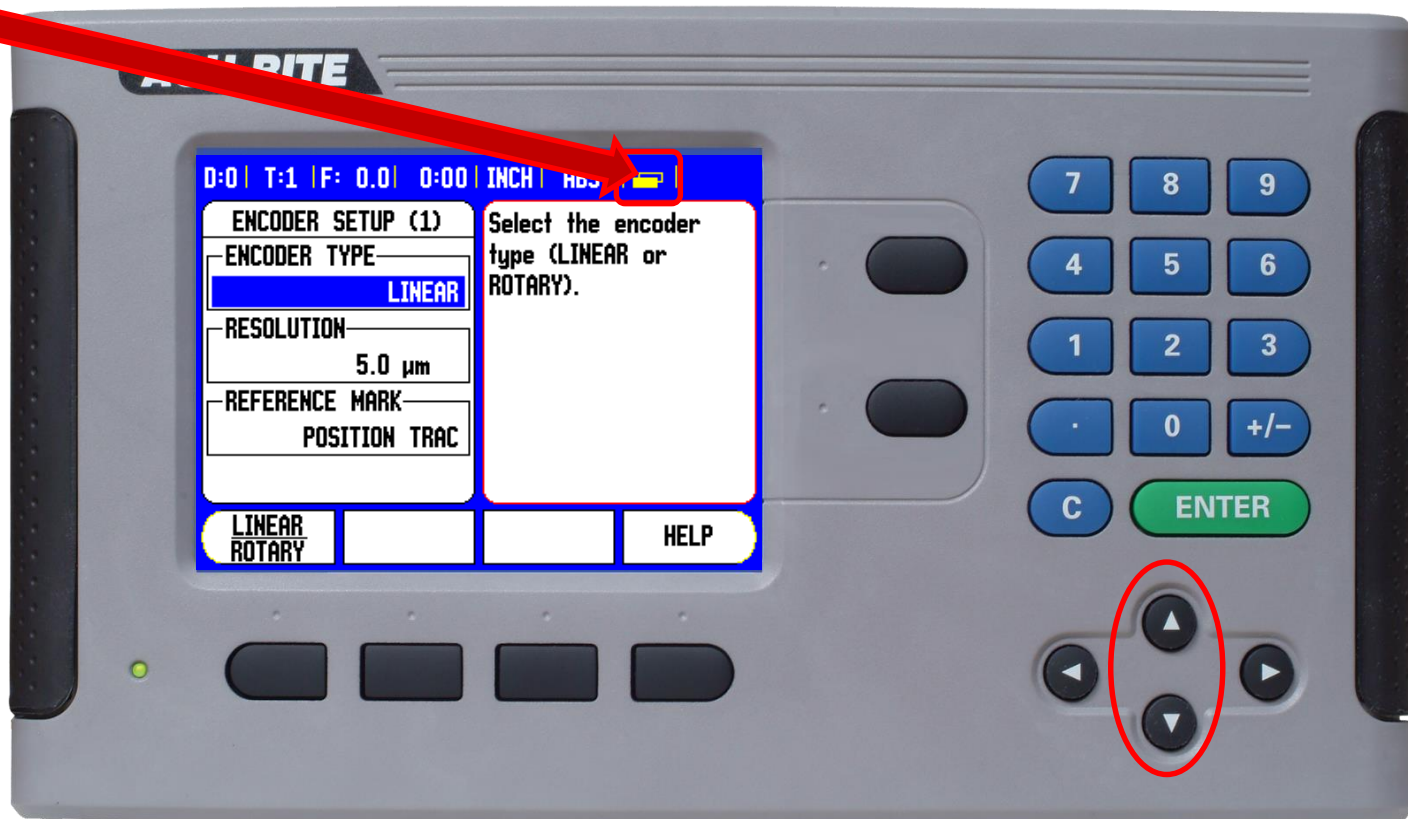 D:0 | T:1 | F: 0.0 | 0:00 | INCH |
ENCODER SETUP (1)
ENCODER TYPE
LINEAR
RESOLUTION
5.0 µm
REFERENCE MARK
POSITION TRAC
Select the encoder
type (LINEAR or
ROTARY).
LINEAR
ROTARY
HELP
7 8 9
4 5 6
1 2 3
. 0 +/-
C ENTER